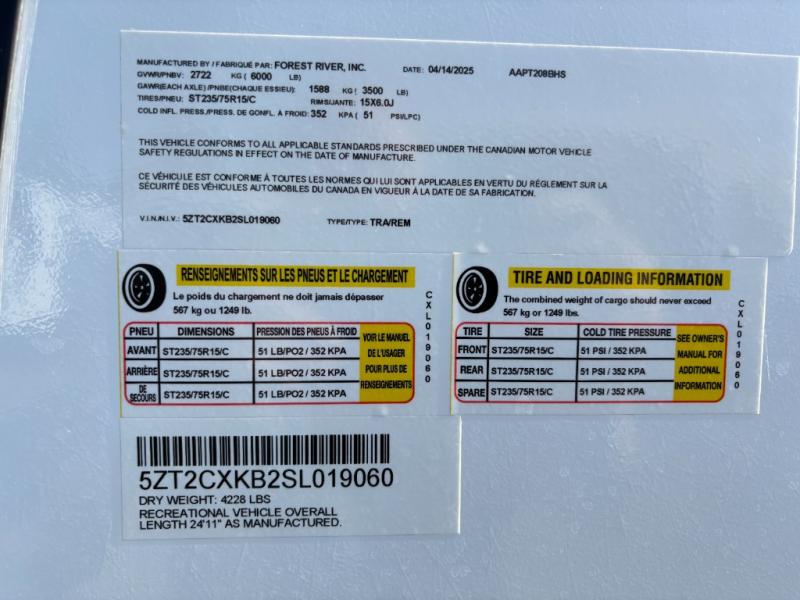 MANUFACTURED BY / FABRIQUÉ PAR: FOREST RIVER, INC. DATE: 04/14/2025 AAPT208BHS
GVWR/PNBV: 2722 KG ( 6000 LB)
GAWR(EACH AXLE) /PNBE(CHAQUE ESSIEU): 1588 KG ( 3500 LB)
TIRES/PNEU: ST235/75R15/C RIMS/JANTE: 15X6.0J
COLD INFL. PRESS./PRESS. DE GONFL. À FROID: 352 KPA ( 51 PSI/LPC)
THIS VEHICLE CONFORMS TO ALL APPLICABLE STANDARDS PRESCRIBED UNDER THE CANADIAN MOTOR VEHICLE
SAFETY REGULATIONS IN EFFECT ON THE DATE OF MANUFACTURE.
CE VÉHICULE EST CONFORME À TOUTES LES NORMES QUI LUI SONT APPLICABLES EN VERTU DU RÉGLEMENT SUR LA
SÉCURITÉ DES VÉHICULES AUTOMOBILES DU CANADA EN VIGUEUR À LA DATE DE SA FABRICATION.
V.I.N./N.I.V.: 5ZT2CXKB2SL019060 TYPE/TYPE: TRA/REM
RENSEIGNEMENTS SUR LES PNEUS ET LE CHARGEMENT
Le poids du chargement ne doit jamais dépasser
567 kg ou 1249 lb.
PNEU DIMENSIONS PRESSION DES PNEUS À FROID
AVANT ST235/75R15/C 51 LB/PO2 / 352 KPA
ARRIÈRE ST235/75R15/C 51 LB/PO2 / 352 KPA
DE SECOURS ST235/75R15/C 51 LB/PO2 / 352 KPA
VOIR LE MANUEL
DE L'USAGER
POUR PLUS DE
RENSEIGNEMENTS
CXL019060
TIRE AND LOADING INFORMATION
The combined weight of cargo should never exceed
567 kg or 1249 lbs.
TIRE SIZE COLD TIRE PRESSURE
FRONT ST235/75R15/C 51 PSI / 352 KPA
REAR ST235/75R15/C 51 PSI / 352 KPA
SPARE ST235/75R15/C 51 PSI / 352 KPA
SEE OWNER'S
MANUAL FOR
ADDITIONAL
INFORMATION
CXL019060
5ZT2CXKB2SL019060
DRY WEIGHT: 4228 LBS
RECREATIONAL VEHICLE OVERALL
LENGTH 24'11" AS MANUFACTURED.